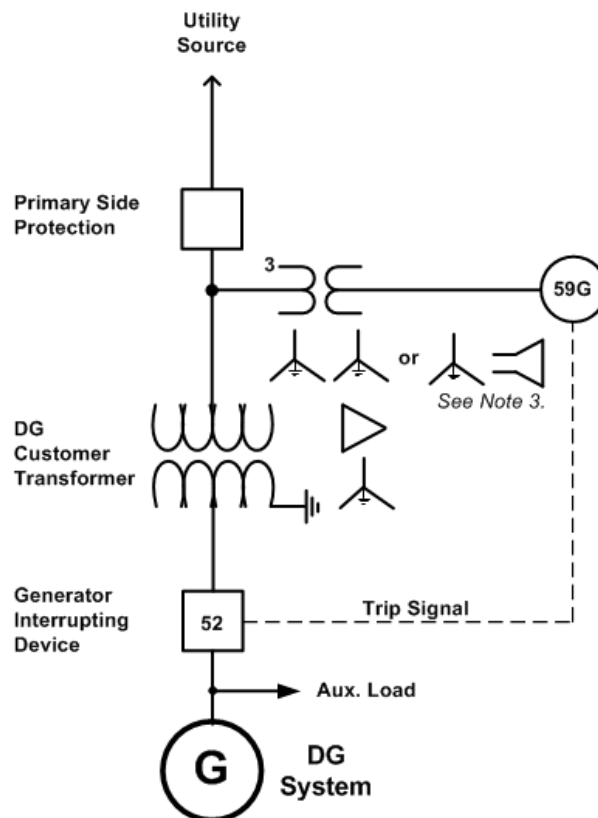 Utility
Source
Primary Side
Protection
3
59G
or
See Note 3.
DG
Customer
Transformer
Generator
Interrupting
Device
52
Trip Signal
Aux. Load
G
DG
System